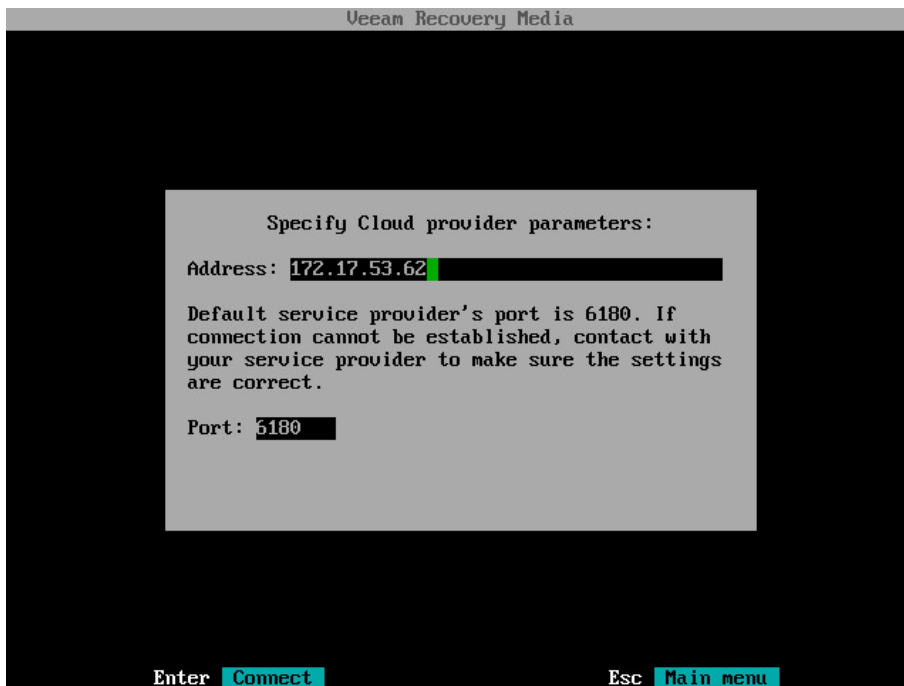 Veeam Recovery Media
Specify Cloud provider parameters:
Address: 172.17.53.62
Default service provider's port is 6180. If
connection cannot be established, contact with
your service provider to make sure the settings
are correct.
Port: 6180
Enter Connect Esc Main menu